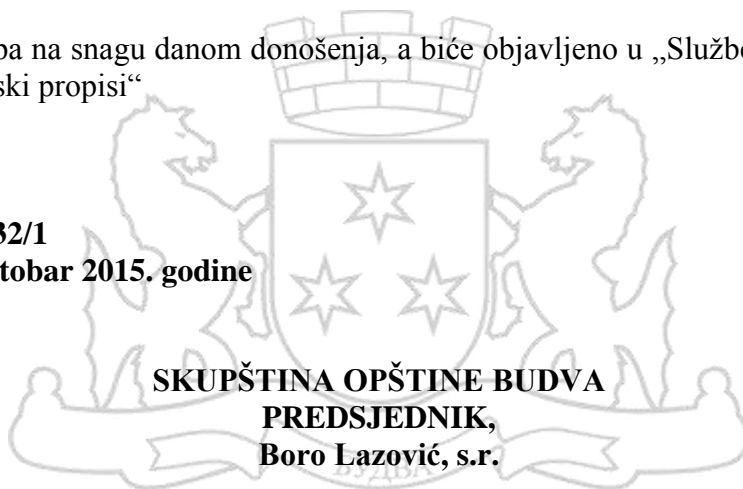 pa na snagu danom donošenja, a biće objavljeno u „Službe
ski propisi“
32/1
tobar 2015. godine
SKUPŠTINA OPŠTINE BUDVA
PREDSJEDNIK,
Boro Lazović, s.r.
БУДВА